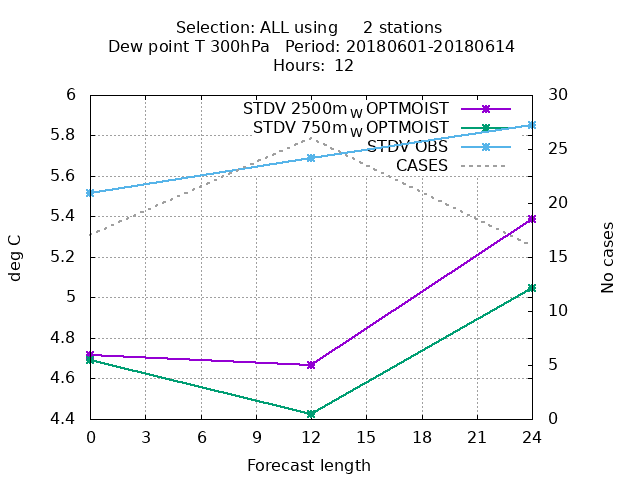 Selection: ALL using     2 stations
Dew point T 300hPa   Period: 20180601-20180614
Hours: 12
6
5.8
5.6
5.4
5.2
5
4.8
4.6
4.4
deg C
30
25
20
15
10
5
0
No cases
STDV 2500m_W OPTMOIST
STDV 750m_W OPTMOIST
STDV OBS
CASES
0 3 6 9 12 15 18 21 24
Forecast length